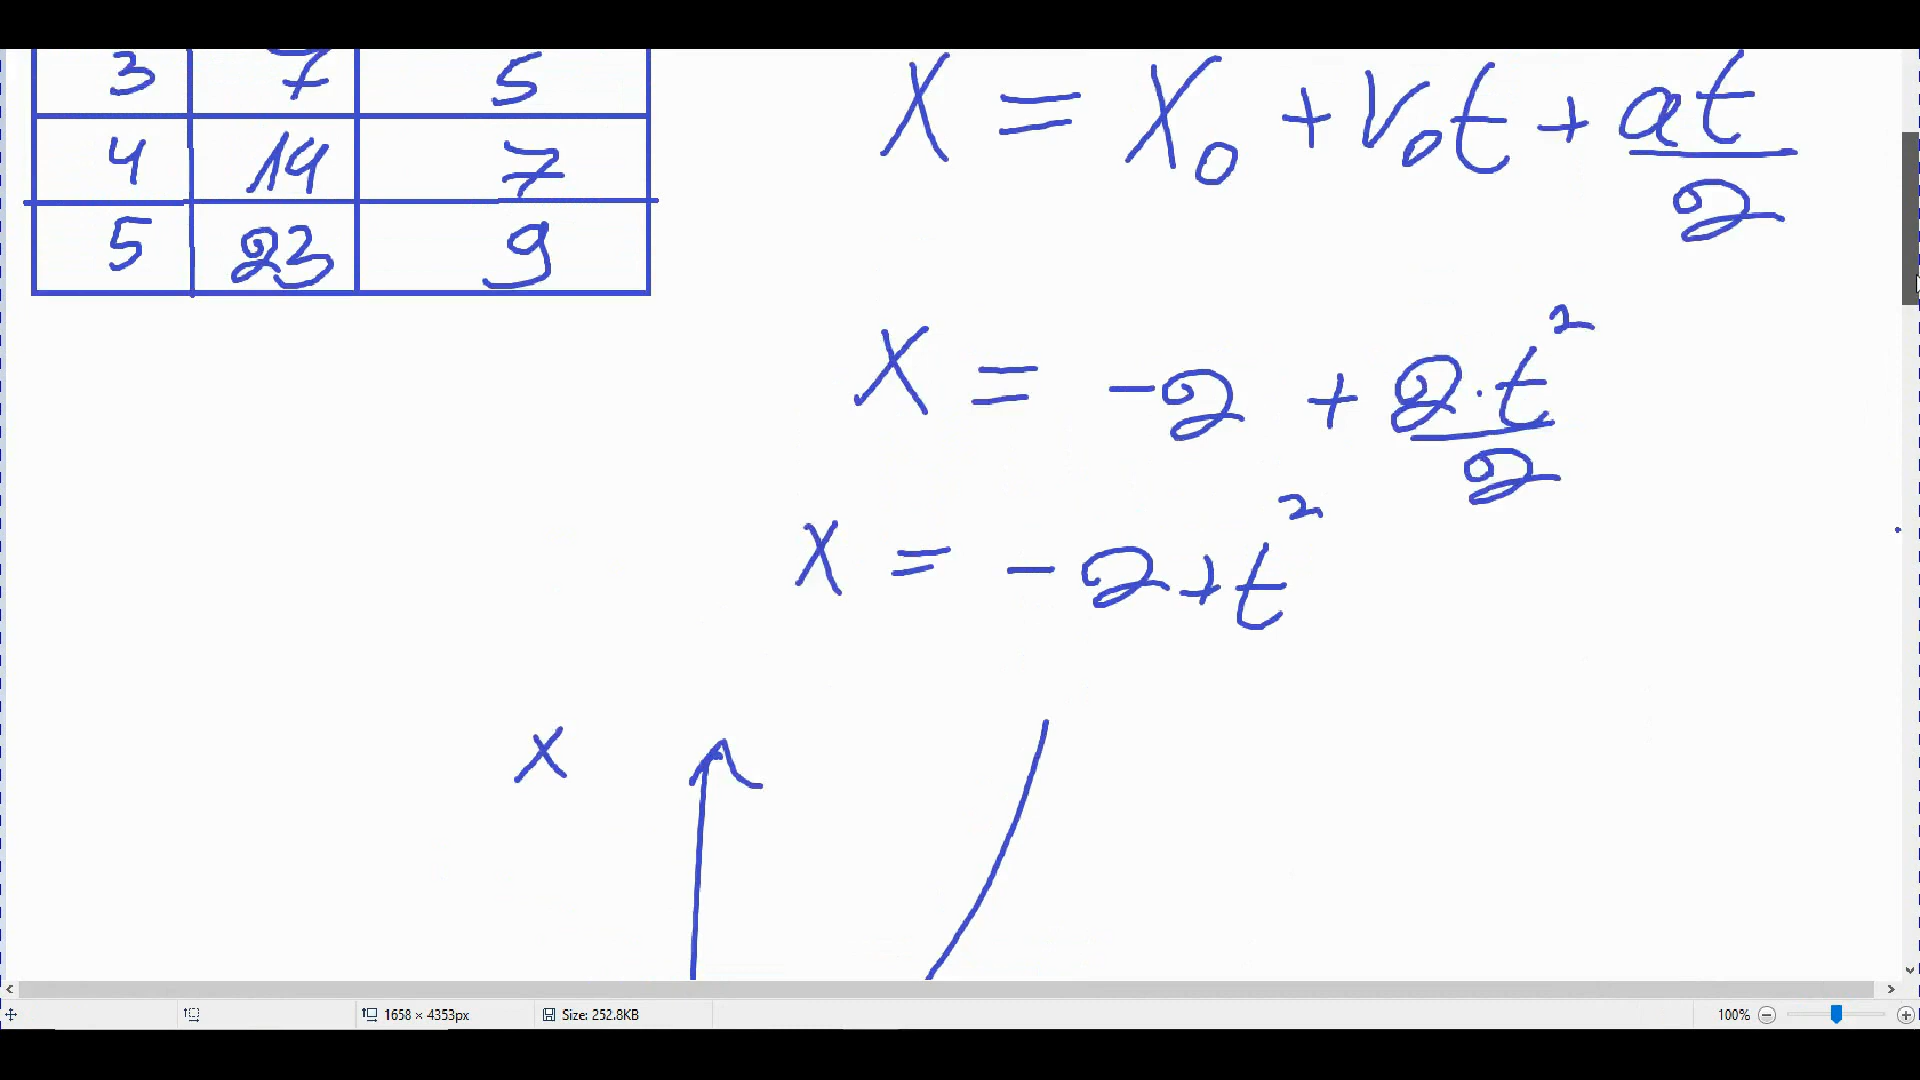 3 7 5
4 14 7
5 23 9
X = X₀ + V₀t + at/2
X = -2 + 2·t²/2
X = -2+t²
X
1658 × 4353px Size: 252.8KB 100%